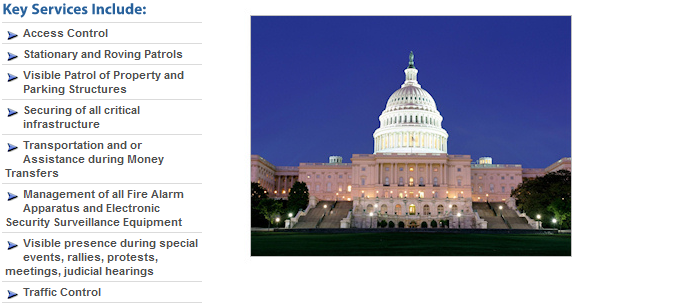 Key Services Include:
Access Control
Stationary and Roving Patrols
Visible Patrol of Property and
Parking Structures
Securing of all critical
infrastructure
Transportation and or
Assistance during Money
Transfers
Management of all Fire Alarm
Apparatus and Electronic
Security Surveillance Equipment
Visible presence during special
events, rallies, protests,
meetings, judicial hearings
Traffic Control